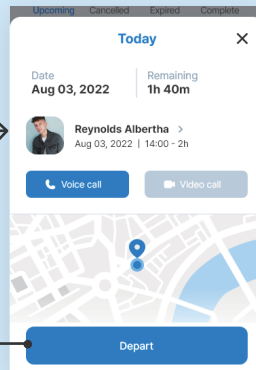 Upcoming Cancelled Expired Complete
Today
Date Remaining
Aug 03, 2022 1h 40m
Reynolds Albertha >
Aug 03, 2022 | 14:00 - 2h
Voice call Video call
Depart